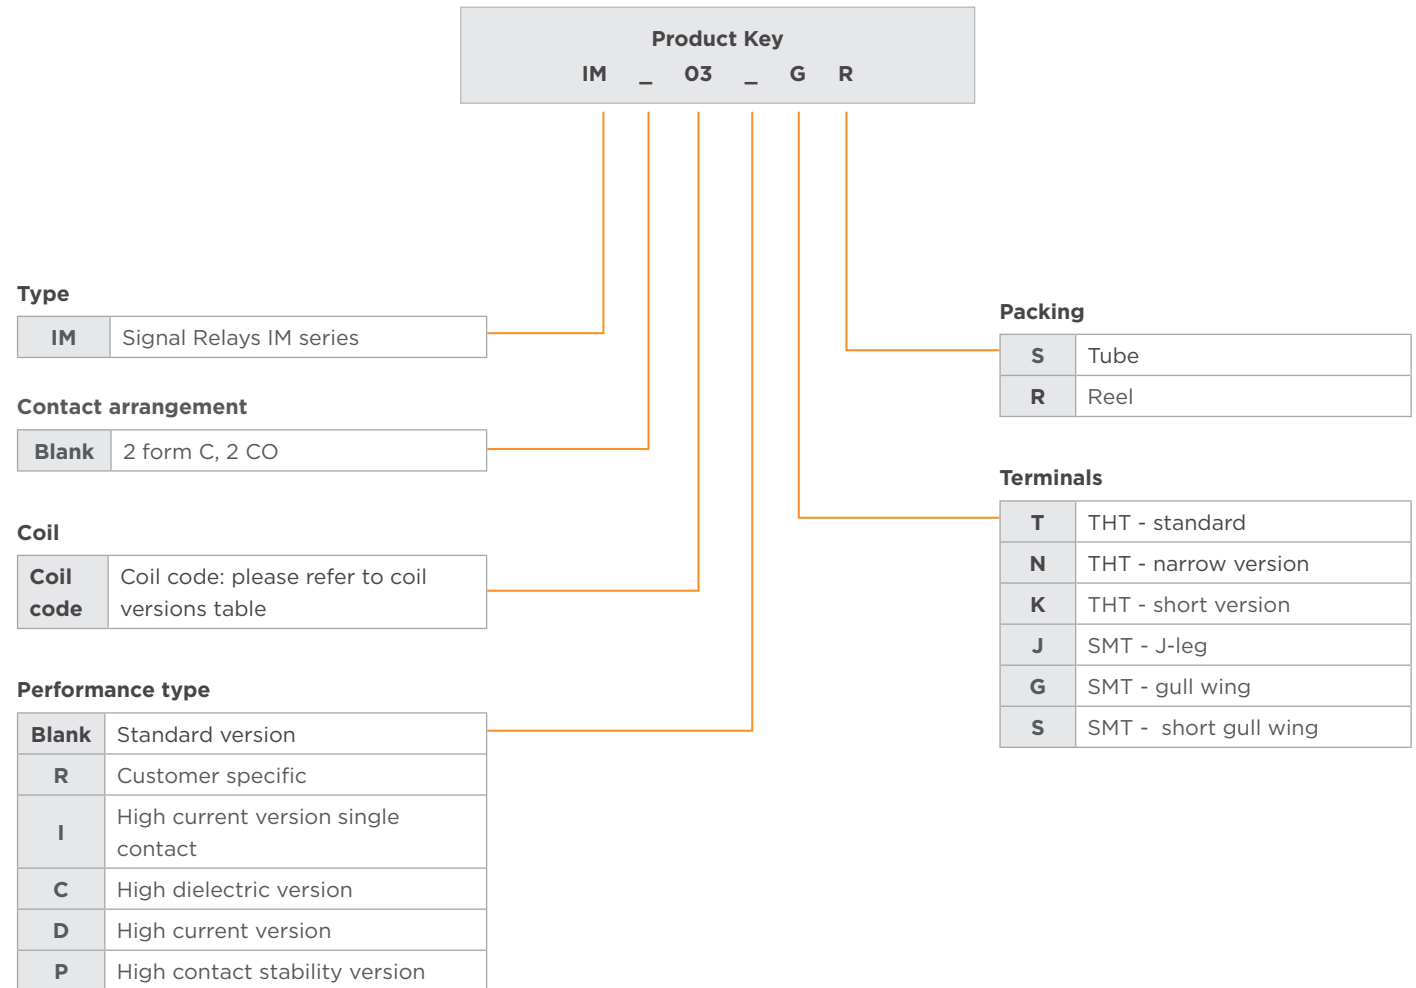 Product Key
IM _ 03 _ G R
Type
IM Signal Relays IM series
Contact arrangement
Blank 2 form C, 2 CO
Coil
Coil Coil code: please refer to coil
code versions table
Performance type
Blank Standard version
R Customer specific
I High current version single
contact
C High dielectric version
D High current version
P High contact stability version
Packing
S Tube
R Reel
Terminals
T THT - standard
N THT - narrow version
K THT - short version
J SMT - J-leg
G SMT - gull wing
S SMT - short gull wing